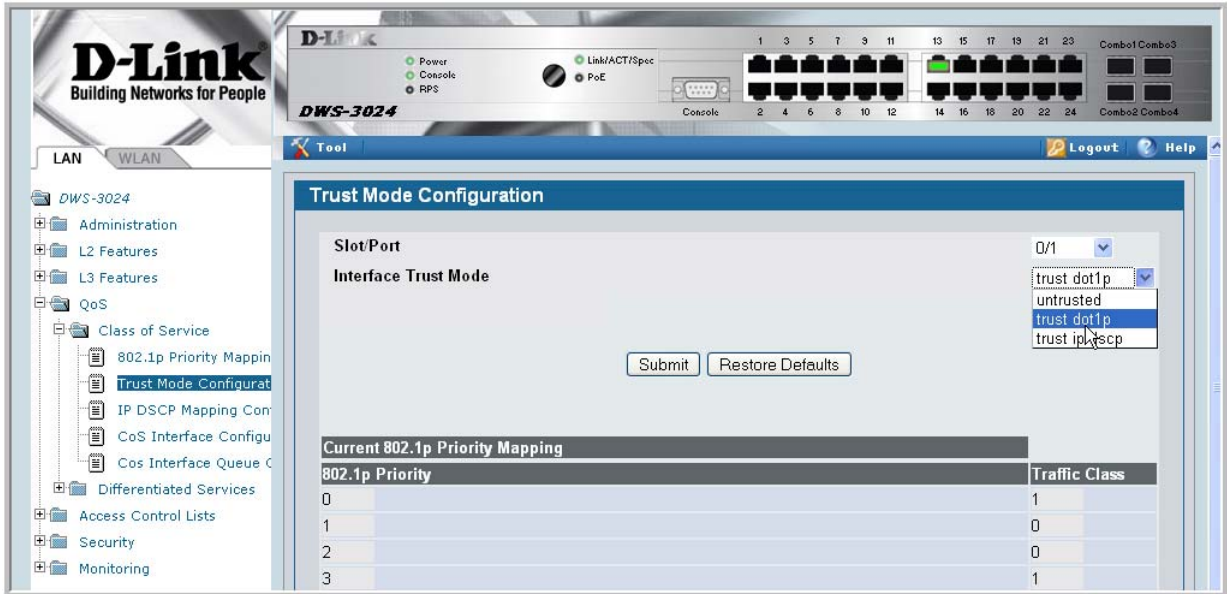 D-Link
Building Networks for People
D-Link
Power
Console
RPS
Link/ACT/Spec
PoE
Console
1 3 5 7 9 11 13 15 17 19 21 23
2 4 6 8 10 12 14 16 18 20 22 24
Combo1 Combo3
Combo2 Combo4
DWS-3024
Tool
Logout
Help
LAN
WLAN
DWS-3024
Administration
L2 Features
L3 Features
QoS
Class of Service
802.1p Priority Mappin
Trust Mode Configurat
IP DSCP Mapping Con
CoS Interface Configu
Cos Interface Queue C
Differentiated Services
Access Control Lists
Security
Monitoring
Trust Mode Configuration
Slot/Port
0/1
Interface Trust Mode
trust dot1p
untrusted
trust dot1p
trust ip
Submit
Restore Defaults
Current 802.1p Priority Mapping
802.1p Priority Traffic Class
0 1
1 0
2 0
3 1